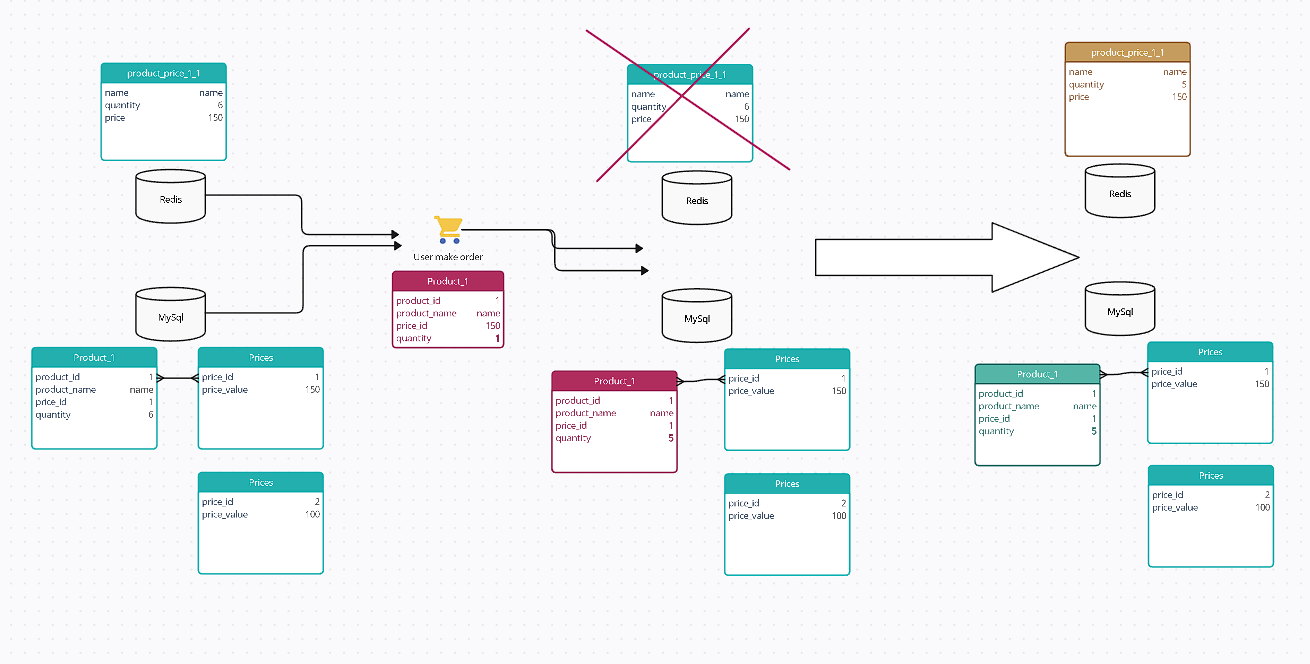 product_price_1_1
name name
quantity 6
price 150
Redis
MySql
Product_1
product_id 1
product_name name
price_id 1
quantity 6
Prices
price_id 1
price_value 150
Prices
price_id 2
price_value 100
User make order
Product_1
product_id 1
product_name name
price_id 150
quantity 1
product_price_1_1
name name
quantity 6
price 150
Redis
MySql
Product_1
product_id 1
product_name name
price_id 1
quantity 5
Prices
price_id 1
price_value 150
Prices
price_id 2
price_value 100
product_price_1_1
name name
quantity 5
price 150
Redis
MySql
Product_1
product_id 1
product_name name
price_id 1
quantity 5
Prices
price_id 1
price_value 150
Prices
price_id 2
price_value 100